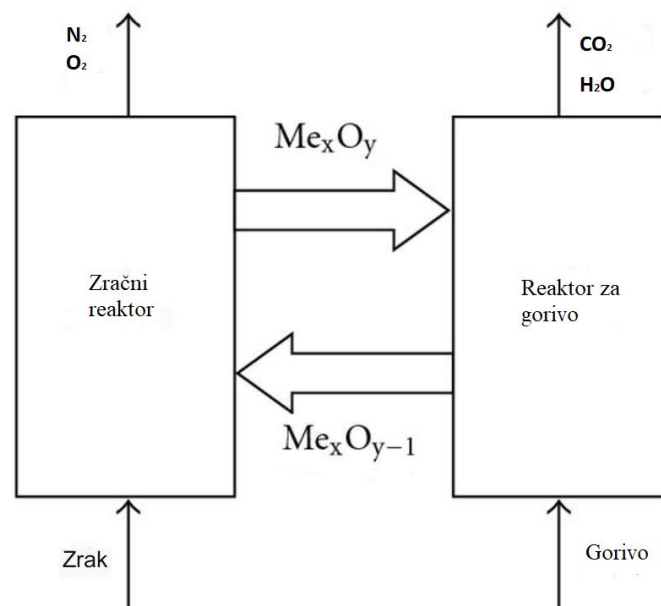 N₂
O₂
CO₂
H₂O
MeₓOᵧ
Zračni
reaktor
Reaktor za
gorivo
MeₓOᵧ₋₁
Zrak
Gorivo